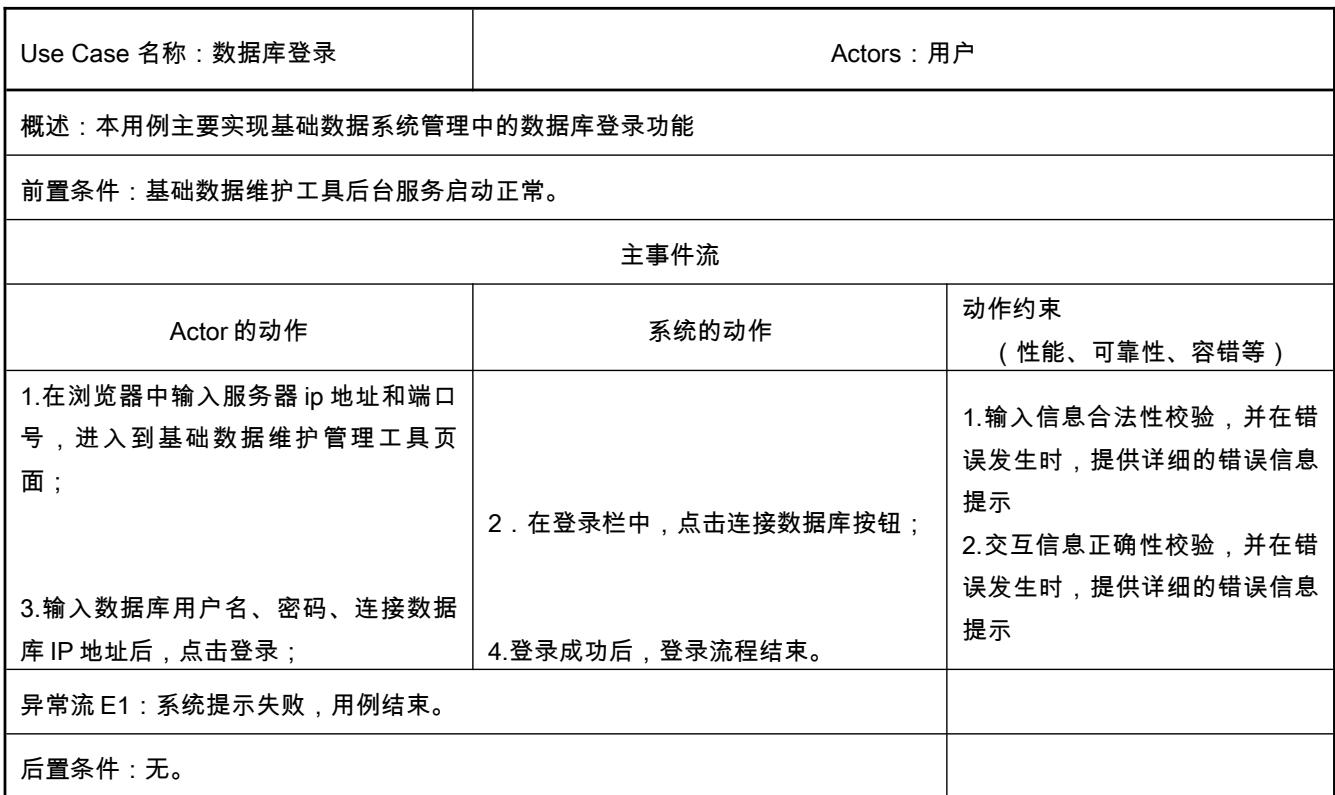 Use Case 名称：数据库登录
Actors：用户
概述：本用例主要实现基础数据系统管理中的数据库登录功能
前置条件：基础数据维护工具后台服务启动正常。
主事件流
Actor 的动作
系统的动作
动作约束
（性能、可靠性、容错等）
1.在浏览器中输入服务器 ip 地址和端口
号，进入到基础数据维护管理工具页
面；
3.输入数据库用户名、密码、连接数据
库 IP 地址后，点击登录；
2．在登录栏中，点击连接数据库按钮；
4.登录成功后，登录流程结束。
1.输入信息合法性校验，并在错
误发生时，提供详细的错误信息
提示
2.交互信息正确性校验，并在错
误发生时，提供详细的错误信息
提示
异常流 E1：系统提示失败，用例结束。
后置条件：无。